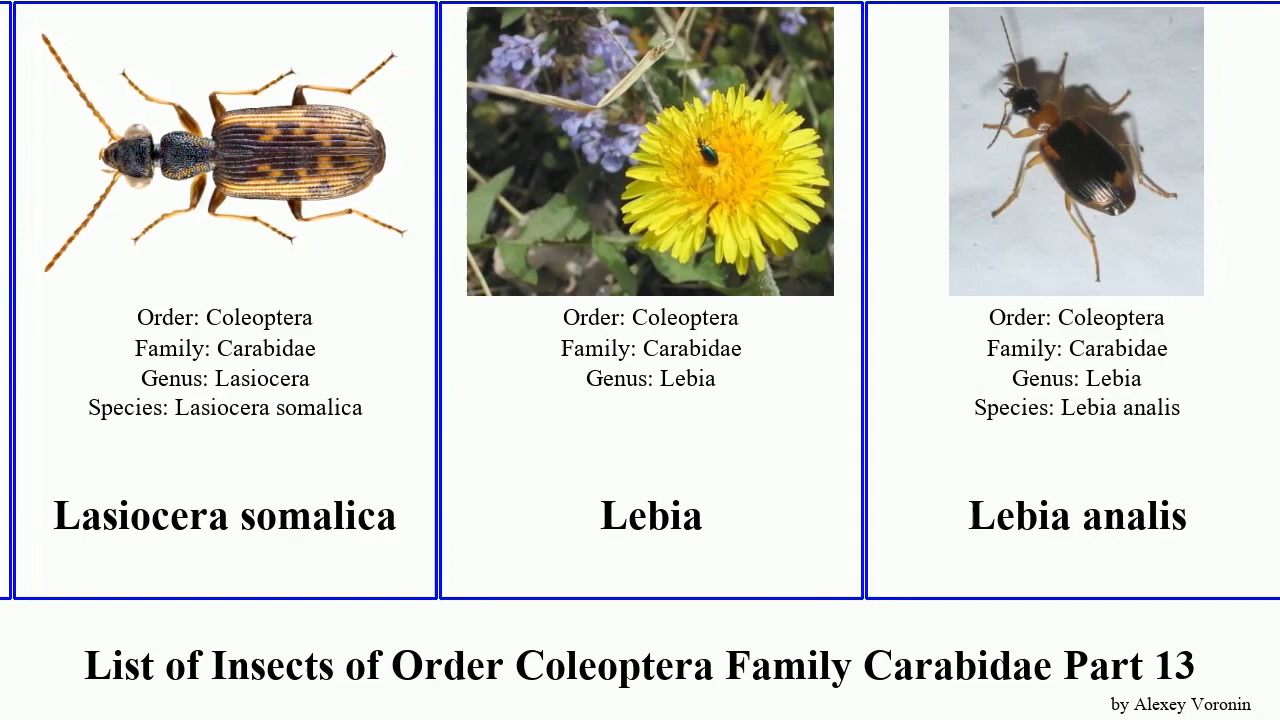 Order: Coleoptera
Family: Carabidae
Genus: Lasiocera
Species: Lasiocera somalica
Lasiocera somalica
Order: Coleoptera
Family: Carabidae
Genus: Lebia
Lebia
Order: Coleoptera
Family: Carabidae
Genus: Lebia
Species: Lebia analis
Lebia analis
List of Insects of Order Coleoptera Family Carabidae Part 13
by Alexey Voronin